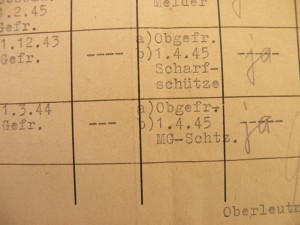 Melder
1.2.45
1.12.43 ---- a)Obgefr. ja
Gefr. b)1.4.45
Scharf-
schütze
1.3.44 --- a)Obgefr. ja
Gefr. b)1.4.45
MG-Schtz.
Oberleutn